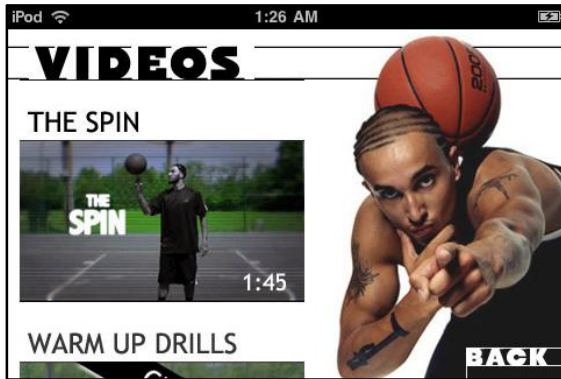 iPod 1:26 AM
VIDEOS
THE SPIN
THE
SPIN
1:45
WARM UP DRILLS
BACK